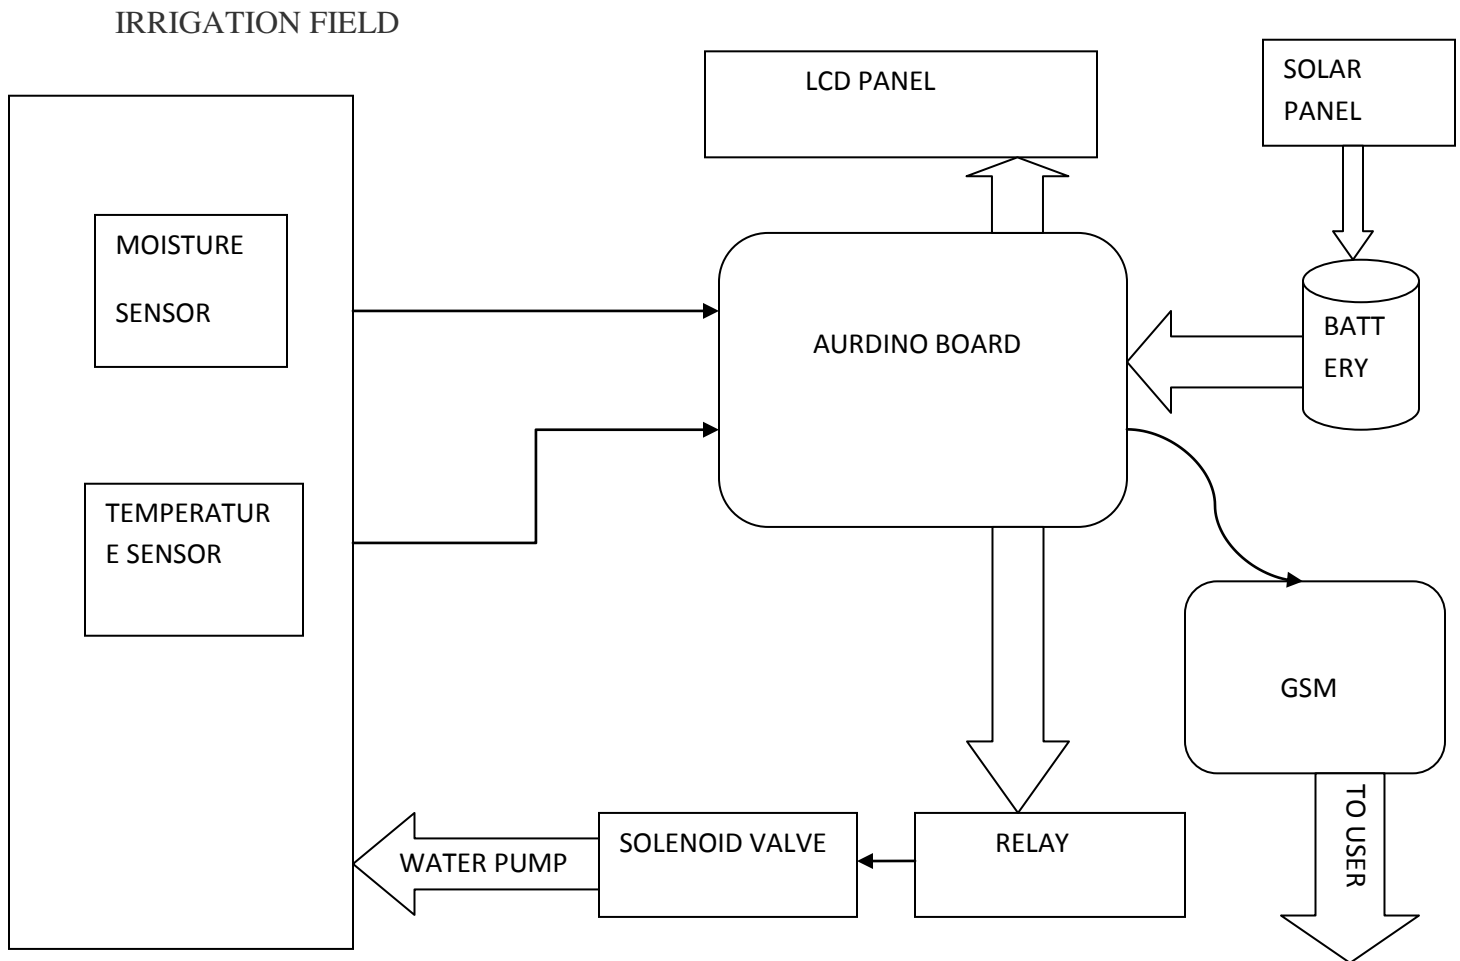 IRRIGATION FIELD
LCD PANEL
SOLAR
PANEL
MOISTURE
SENSOR
AURDINO BOARD
BATT
ERY
TEMPERATUR
E SENSOR
GSM
TO USER
WATER PUMP
SOLENOID VALVE
RELAY